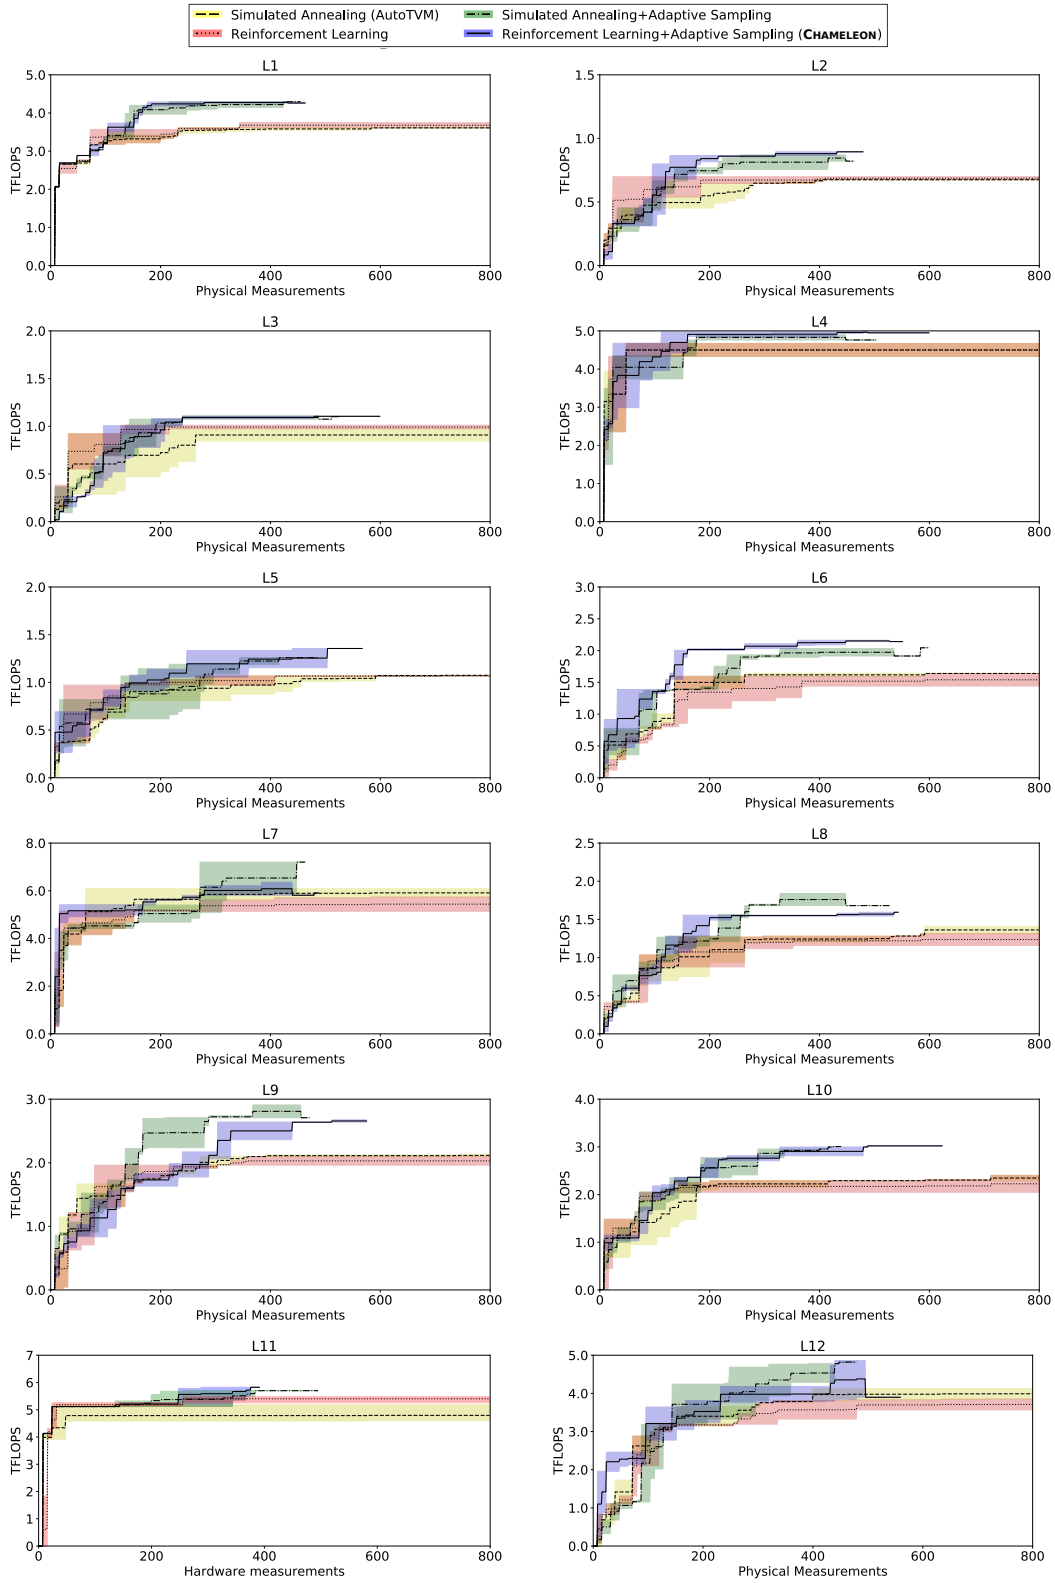 Simulated Annealing (AutoTVM) Simulated Annealing+Adaptive Sampling
Reinforcement Learning Reinforcement Learning+Adaptive Sampling (CHAMELEON)
L1 L2
5.0 1.5
4.0
1.0
3.0
TFLOPS TFLOPS
2.0
0.5
1.0
0.0 0.0
0 200 400 600 800 0 200 400 600 800
Physical Measurements Physical Measurements
L3 L4
2.0 5.0
4.0
1.5
3.0
TFLOPS 1.0 TFLOPS
2.0
0.5
1.0
0.0 0.0
0 200 400 600 800 0 200 400 600 800
Physical Measurements Physical Measurements
L5 L6
2.0 3.0
2.5
1.5
2.0
TFLOPS 1.0 TFLOPS 1.5
1.0
0.5
0.5
0.0 0.0
0 200 400 600 800 0 200 400 600 800
Physical Measurements Physical Measurements
L7 L8
8.0 2.5
2.0
6.0
1.5
TFLOPS 4.0 TFLOPS
1.0
2.0
0.5
0.0 0.0
0 200 400 600 800 0 200 400 600 800
Physical Measurements Physical Measurements
L9 L10
3.0 4.0
3.0
2.0
TFLOPS TFLOPS 2.0
1.0
1.0
0.0 0.0
0 200 400 600 800 0 200 400 600 800
Physical Measurements Physical Measurements
L11 L12
7 5.0
6
4.0
5
4 3.0
TFLOPS TFLOPS
3
2.0
2
1.0
1
0 0.0
0 200 400 600 800 0 200 400 600 800
Hardware measurements Physical Measurements